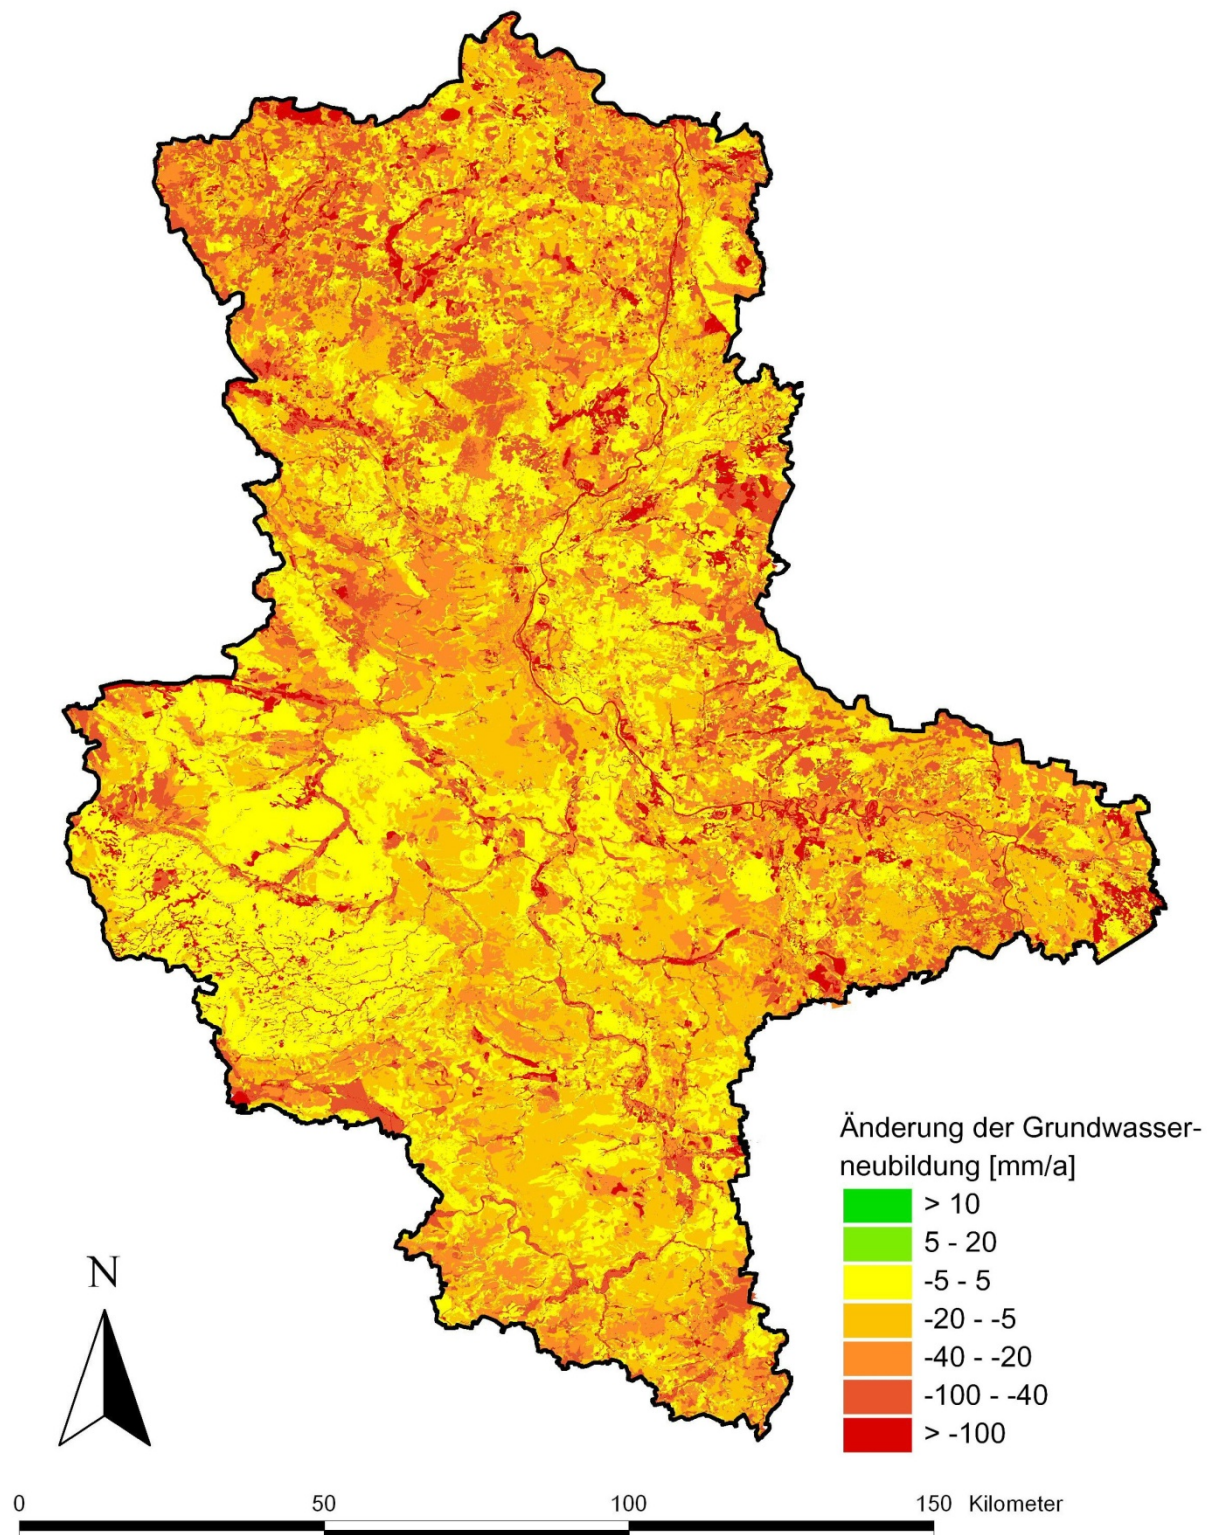 Änderung der Grundwasser-
neubildung [mm/a]
> 10
5 - 20
-5 - 5
-20 - -5
-40 - -20
-100 - -40
> -100
N
0 50 100 150 Kilometer